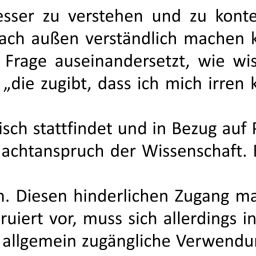 esser zu verstehen und zu konte
ach außen verständlich machen k
Frage auseinandersetzt, wie wis
„die zugibt, dass ich mich irren k
isch stattfindet und in Bezug auf F
achtanspruch der Wissenschaft. F
n. Diesen hinderlichen Zugang ma
ruiert vor, muss sich allerdings in
allgemein zugängliche Verwendu